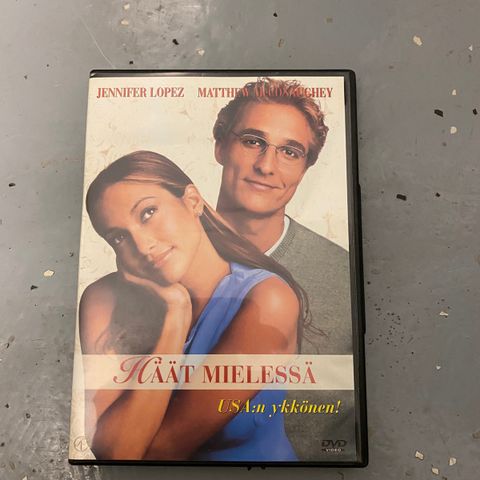 JENNIFER LOPEZ MATTHEW MCCONAUGHEY
HÄÄT MIELESSÄ
USA:n ykkönen!
DVD
VIDEO